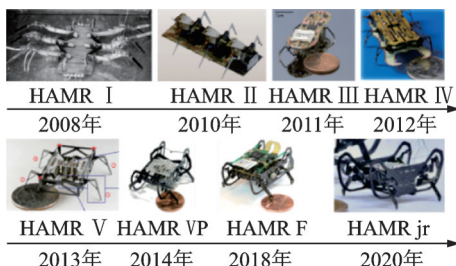 HAMR Ⅰ HAMR Ⅱ HAMR Ⅲ HAMR Ⅳ
2008年 2010年 2011年 2012年
HAMR Ⅴ HAMR ⅤP HAMR F HAMR jr
2013年 2014年 2018年 2020年